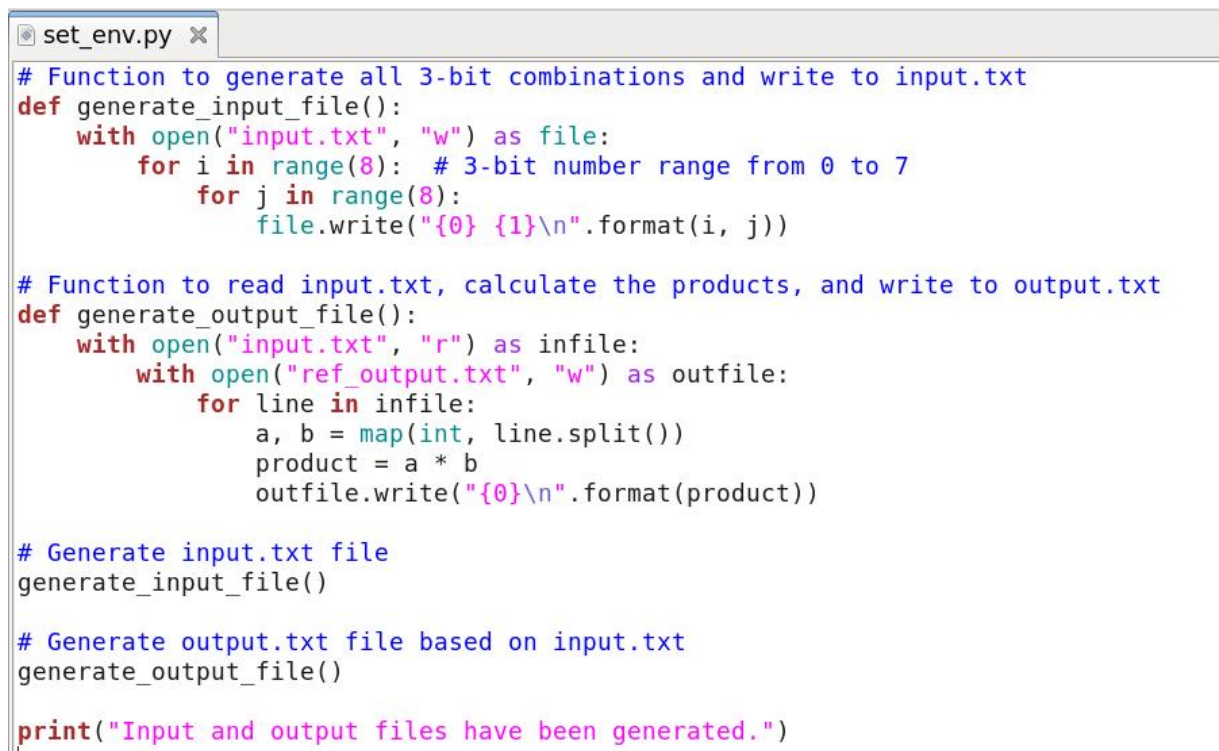 set_env.py
# Function to generate all 3-bit combinations and write to input.txt
def generate_input_file():
    with open("input.txt", "w") as file:
        for i in range(8):  # 3-bit number range from 0 to 7
            for j in range(8):
                file.write("{0} {1}\n".format(i, j))

# Function to read input.txt, calculate the products, and write to output.txt
def generate_output_file():
    with open("input.txt", "r") as infile:
        with open("ref_output.txt", "w") as outfile:
            for line in infile:
                a, b = map(int, line.split())
                product = a * b
                outfile.write("{0}\n".format(product))

# Generate input.txt file
generate_input_file()

# Generate output.txt file based on input.txt
generate_output_file()

print("Input and output files have been generated.")